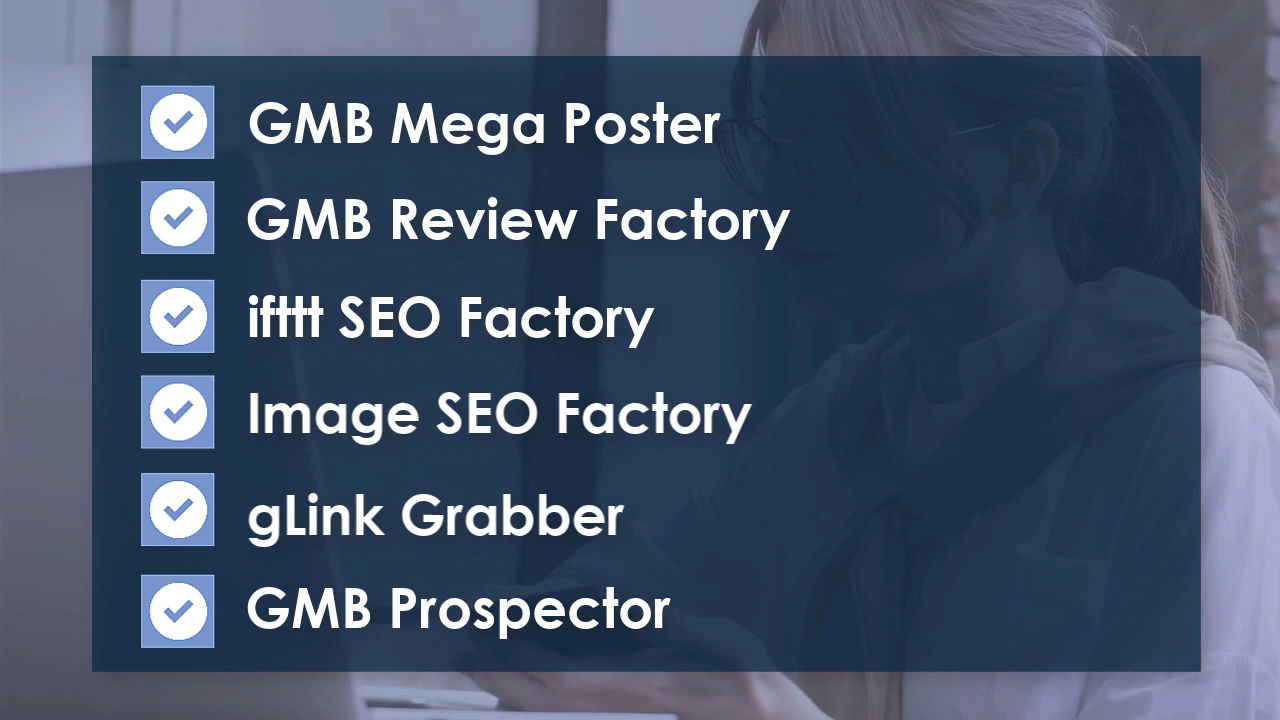 GMB Mega Poster
GMB Review Factory
ifttt SEO Factory
Image SEO Factory
gLink Grabber
GMB Prospector